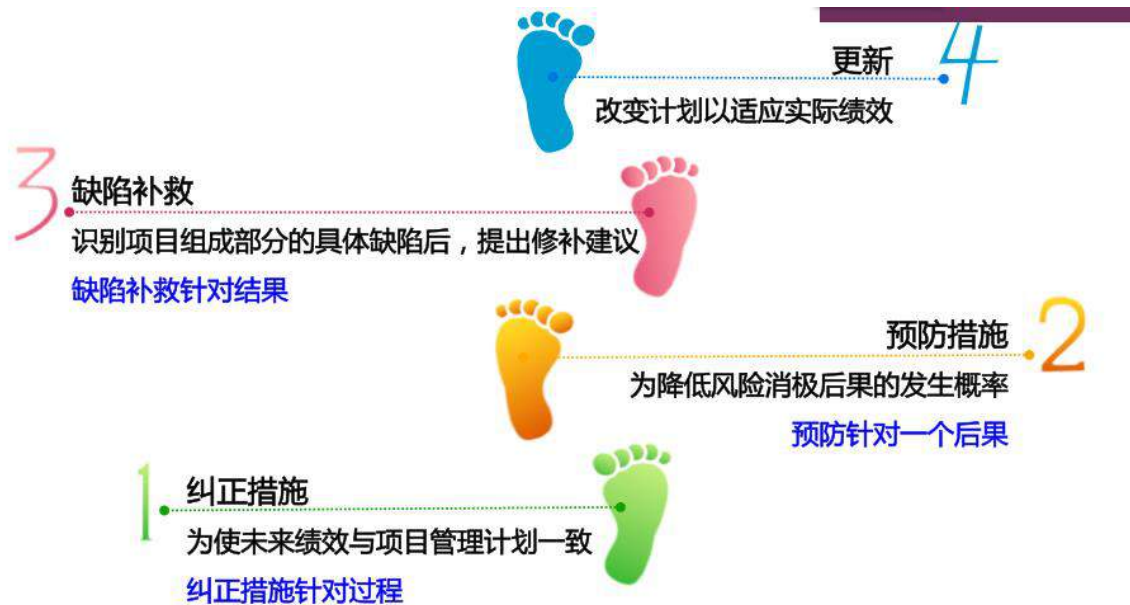 4
更新
改变计划以适应实际绩效
3
缺陷补救
识别项目组成部分的具体缺陷后，提出修补建议
缺陷补救针对结果
2
预防措施
为降低风险消极后果的发生概率
预防针对一个后果
1
纠正措施
为使未来绩效与项目管理计划一致
纠正措施针对过程